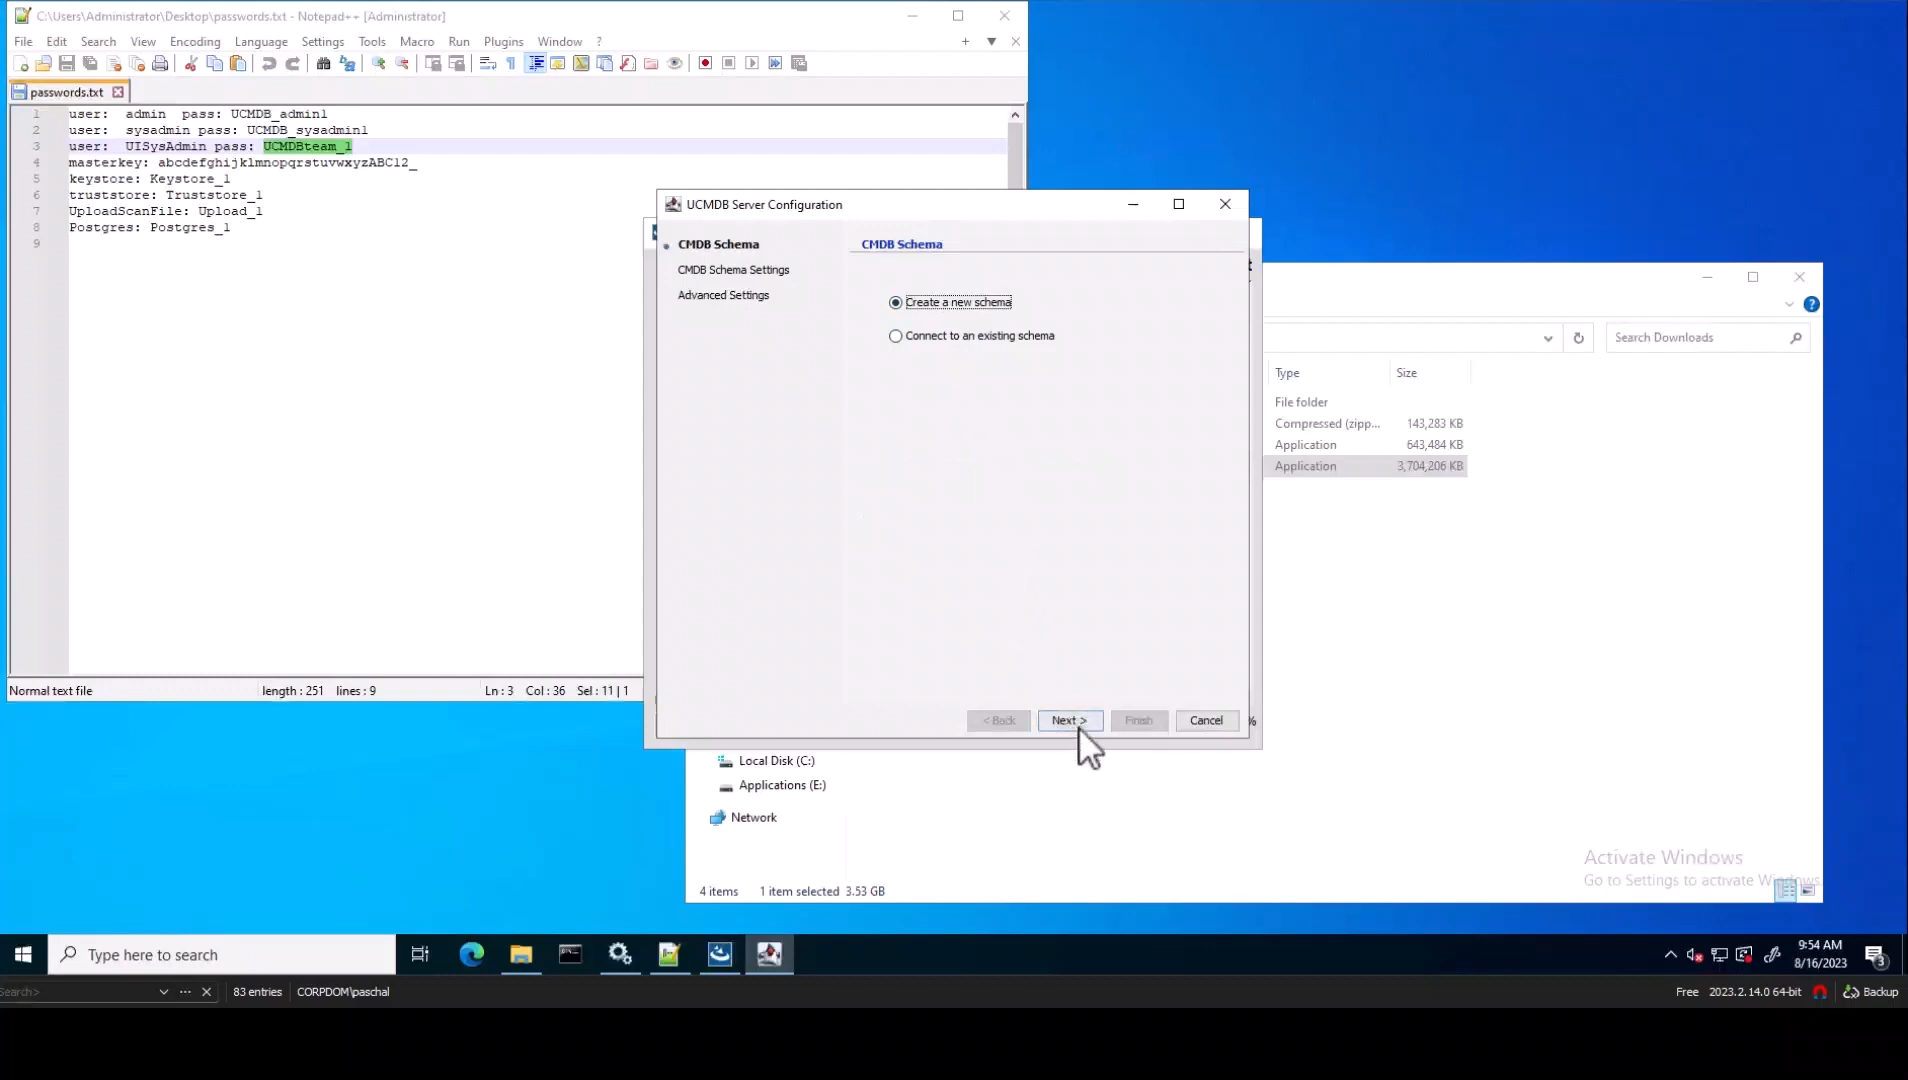 C:\Users\Administrator\Desktop\passwords.txt - Notepad++ [Administrator]
File Edit Search View Encoding Language Settings Tools Macro Run Plugins Window ?
passwords.txt
1 user:  admin  pass: UCMDB_admin1
2 user:  sysadmin pass: UCMDB_sysadmin1
3 user:  UISysAdmin pass: UCMDBteam_1
4 masterkey: abcdefghijklmnopqrstuvwxyzABC12_
5 keystore: Keystore_1
6 truststore: Truststore_1
7 UploadScanFile: Upload_1
8 Postgres: Postgres_1
9
Normal text file length : 251 lines : 9 Ln : 3 Col : 36 Sel : 11 | 1
UCMDB Server Configuration
CMDB Schema
CMDB Schema Settings
Advanced Settings
CMDB Schema
Create a new schema
Connect to an existing schema
< Back Next > Finish Cancel
%
Search Downloads
Type Size
File folder
Compressed (zipp... 143,283 KB
Application 643,484 KB
Application 3,704,206 KB
Local Disk (C:)
Applications (E:)
Network
4 items 1 item selected 3.53 GB
Activate Windows
Go to Settings to activate Windows.
Type here to search
9:54 AM
8/16/2023
3
Search> 83 entries CORPDOM\paschal Free 2023.2.14.0 64-bit Backup